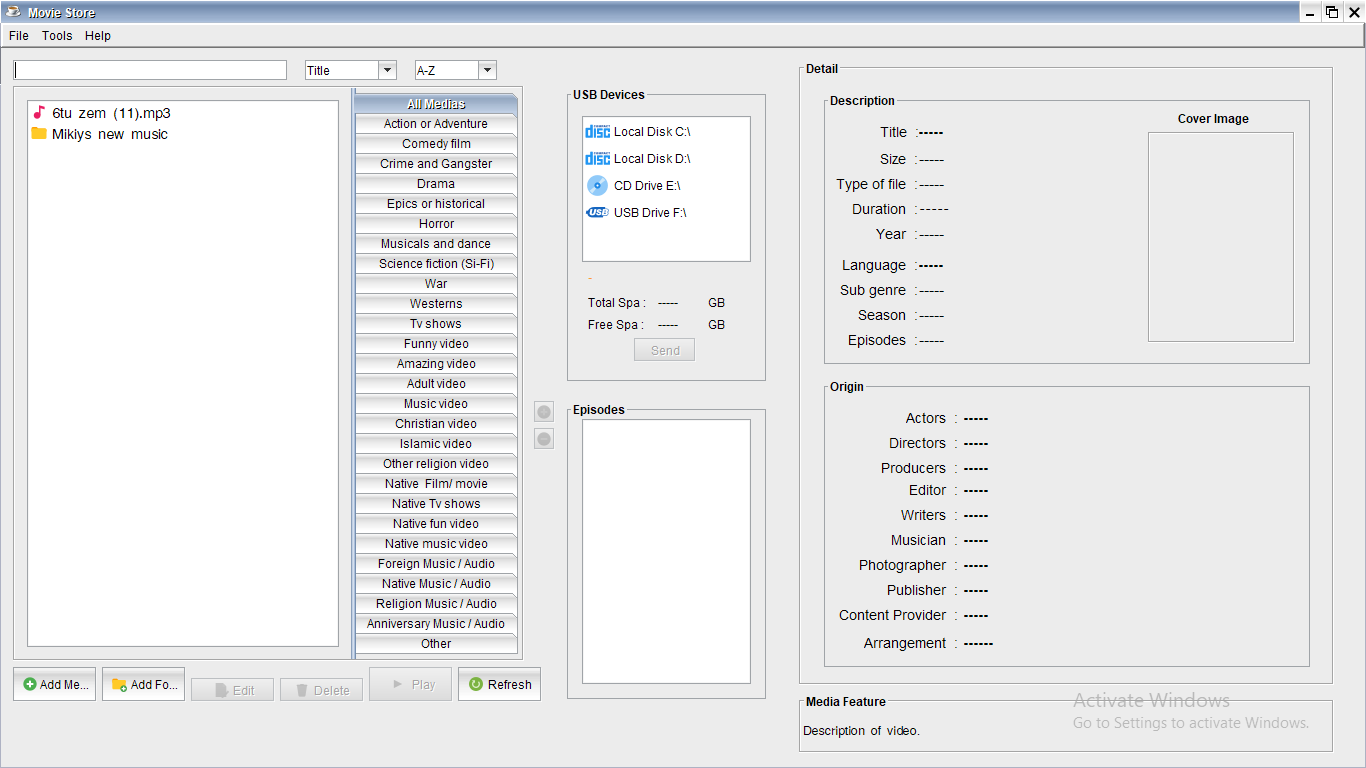 Movie Store
File Tools Help
Title
A-Z
6tu zem (11).mp3
Mikiys new music
All Medias
Action or Adventure
Comedy film
Crime and Gangster
Drama
Epics or historical
Horror
Musicals and dance
Science fiction (Si-Fi)
War
Westerns
Tv shows
Funny video
Amazing video
Adult video
Music video
Christian video
Islamic video
Other religion video
Native Film/ movie
Native Tv shows
Native fun video
Native music video
Foreign Music / Audio
Native Music / Audio
Religion Music / Audio
Anniversary Music / Audio
Other
Add Me...
Add Fo...
Edit
Delete
Play
Refresh
USB Devices
DISC Local Disk C:\
DISC Local Disk D:\
CD Drive E:\
USB USB Drive F:\
-
Total Spa : ----- GB
Free Spa : ----- GB
Send
Episodes
Detail
Description
Title :-----
Size :-----
Type of file :-----
Duration :-----
Year :-----
Language :-----
Sub genre :-----
Season :-----
Episodes :-----
Cover Image
Origin
Actors : -----
Directors : -----
Producers : -----
Editor : -----
Writers : -----
Musician : -----
Photographer : -----
Publisher : -----
Content Provider : -----
Arrangement : ------
Media Feature
Description of video.
Activate Windows
Go to Settings to activate Windows.